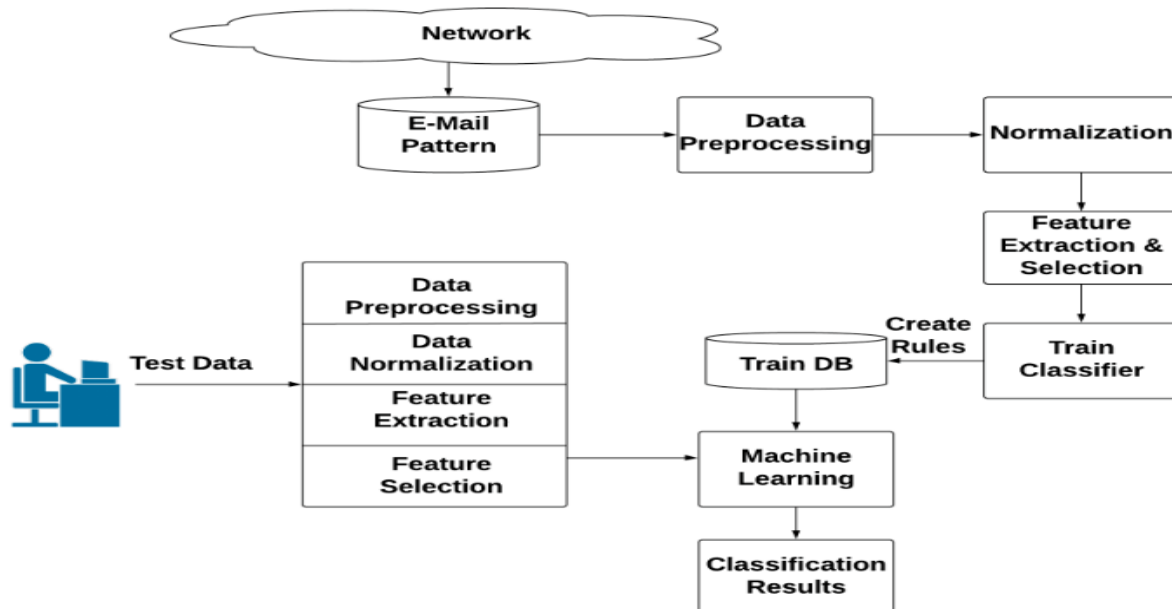 Network
E-Mail
Pattern
Data
Preprocessing
Normalization
Feature
Extraction &
Selection
Data
Preprocessing
Data
Normalization
Feature
Extraction
Feature
Selection
Test Data
Create
Rules
Train DB
Train
Classifier
Machine
Learning
Classification
Results